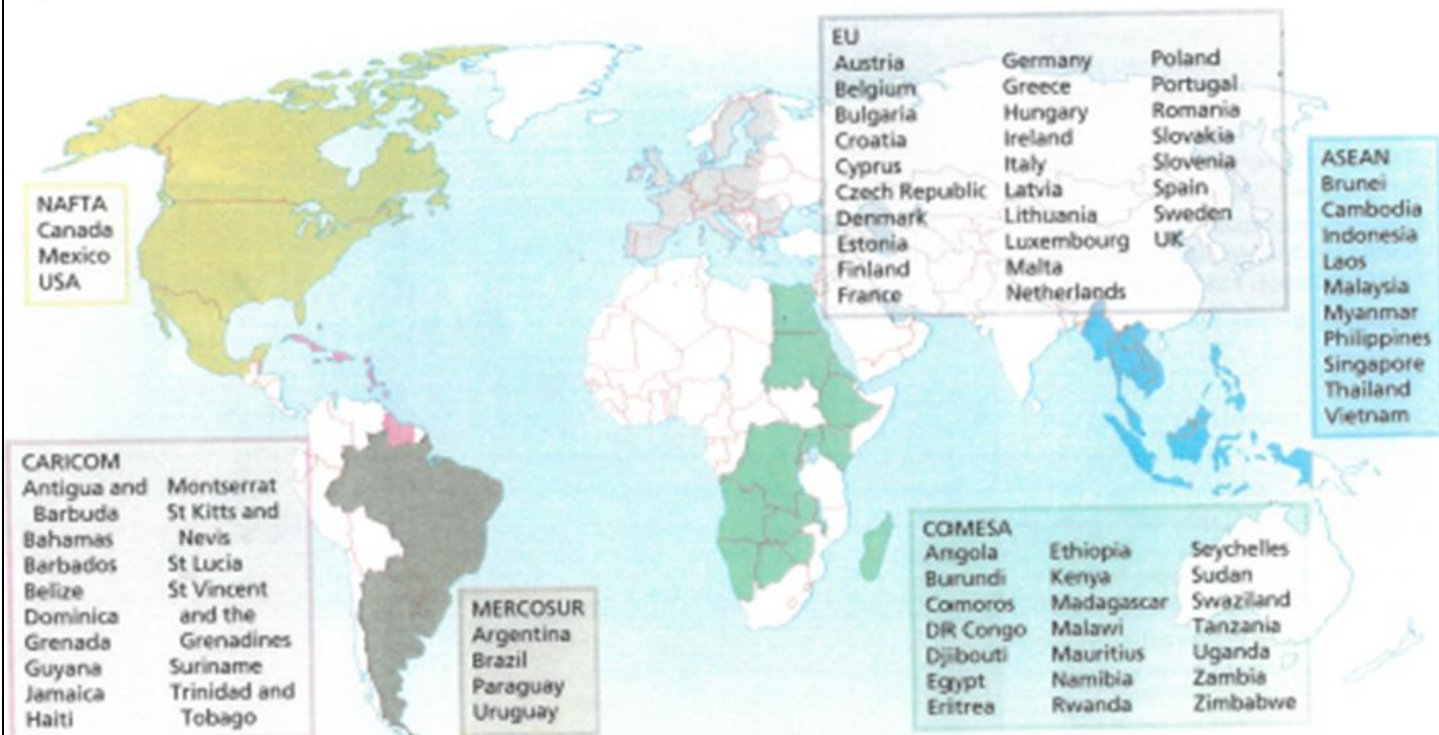 EU
Austria
Belgium
Bulgaria
Croatia
Cyprus
Czech Republic
Denmark
Estonia
Finland
France
Germany
Greece
Hungary
Ireland
Italy
Latvia
Lithuania
Luxembourg
Malta
Netherlands
Poland
Portugal
Romania
Slovakia
Slovenia
Spain
Sweden
UK
ASEAN
Brunei
Cambodia
Indonesia
Laos
Malaysia
Myanmar
Philippines
Singapore
Thailand
Vietnam
NAFTA
Canada
Mexico
USA
CARICOM
Antigua and
Barbuda
Bahamas
Barbados
Belize
Dominica
Grenada
Guyana
Jamaica
Haiti
Montserrat
St Kitts and
Nevis
St Lucia
St Vincent
and the
Grenadines
Suriname
Trinidad and
Tobago
MERCOSUR
Argentina
Brazil
Paraguay
Uruguay
COMESA
Angola
Burundi
Comoros
DR Congo
Djibouti
Egypt
Eritrea
Ethiopia
Kenya
Madagascar
Malawi
Mauritius
Namibia
Rwanda
Seychelles
Sudan
Swaziland
Tanzania
Uganda
Zambia
Zimbabwe